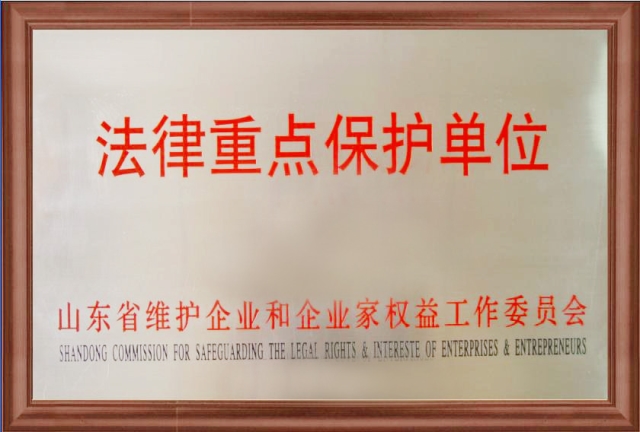 法律重点保护单位
山东省维护企业和企业家权益工作委员会
SHANDONG COMMISSION FOR SAFEGUARDING THE LEGAL RIGHTS & INTERESTE OF ENTERPRISES & ENTREPRENEURS